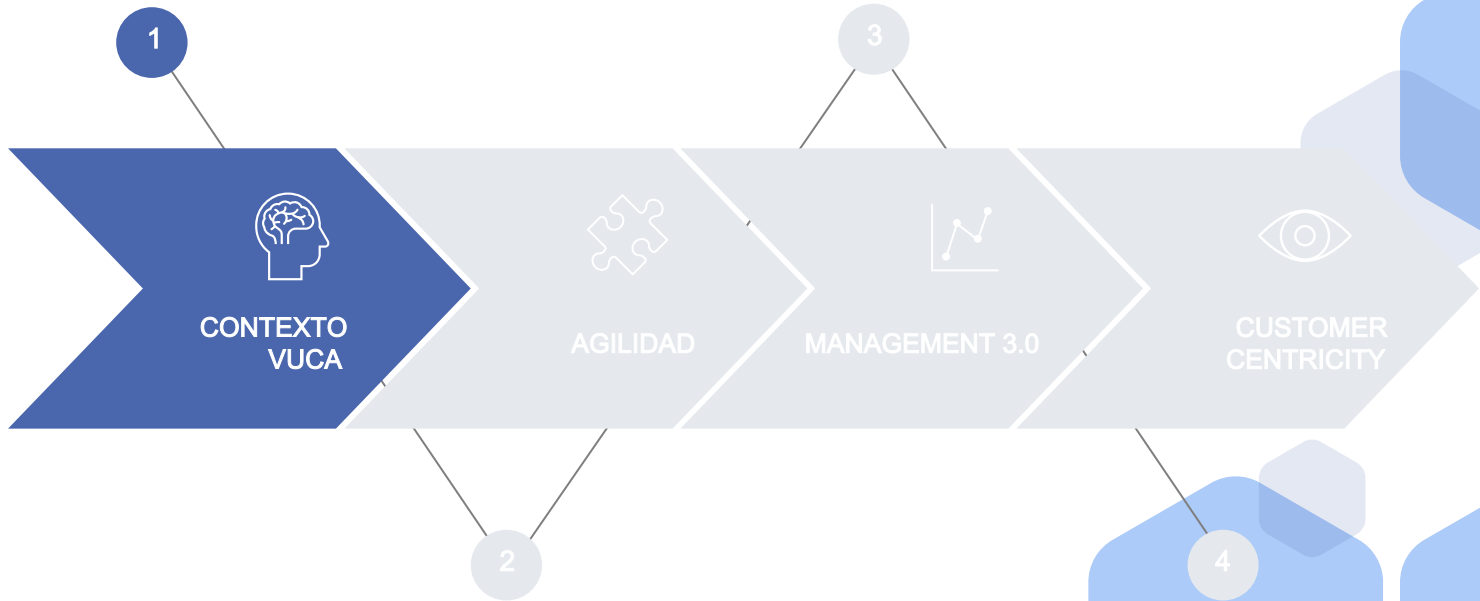 1
3
CONTEXTO
VUCA
AGILIDAD
MANAGEMENT 3.0
CUSTOMER
CENTRICITY
2
4